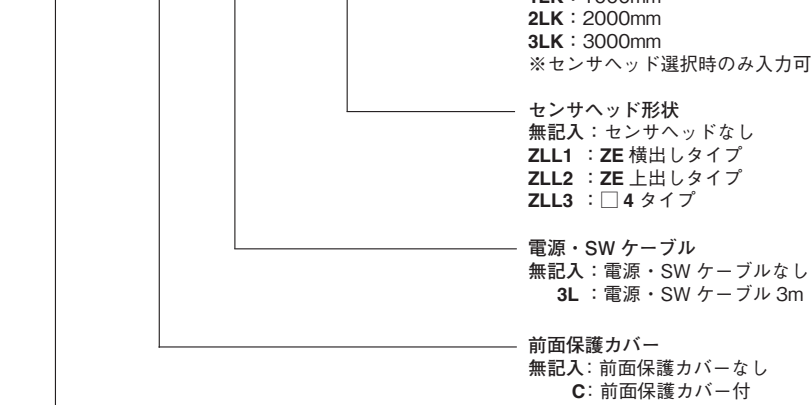 2LK：2000mm
3LK：3000mm
※センサヘッド選択時のみ入力可
センサヘッド形状
無記入：センサヘッドなし
ZLL1 ：ZE 横出しタイプ
ZLL2 ：ZE 上出しタイプ
ZLL3 ：□ 4 タイプ
電源・SW ケーブル
無記入：電源・SW ケーブルなし
3L ：電源・SW ケーブル 3m
前面保護カバー
無記入：前面保護カバーなし
C：前面保護カバー付